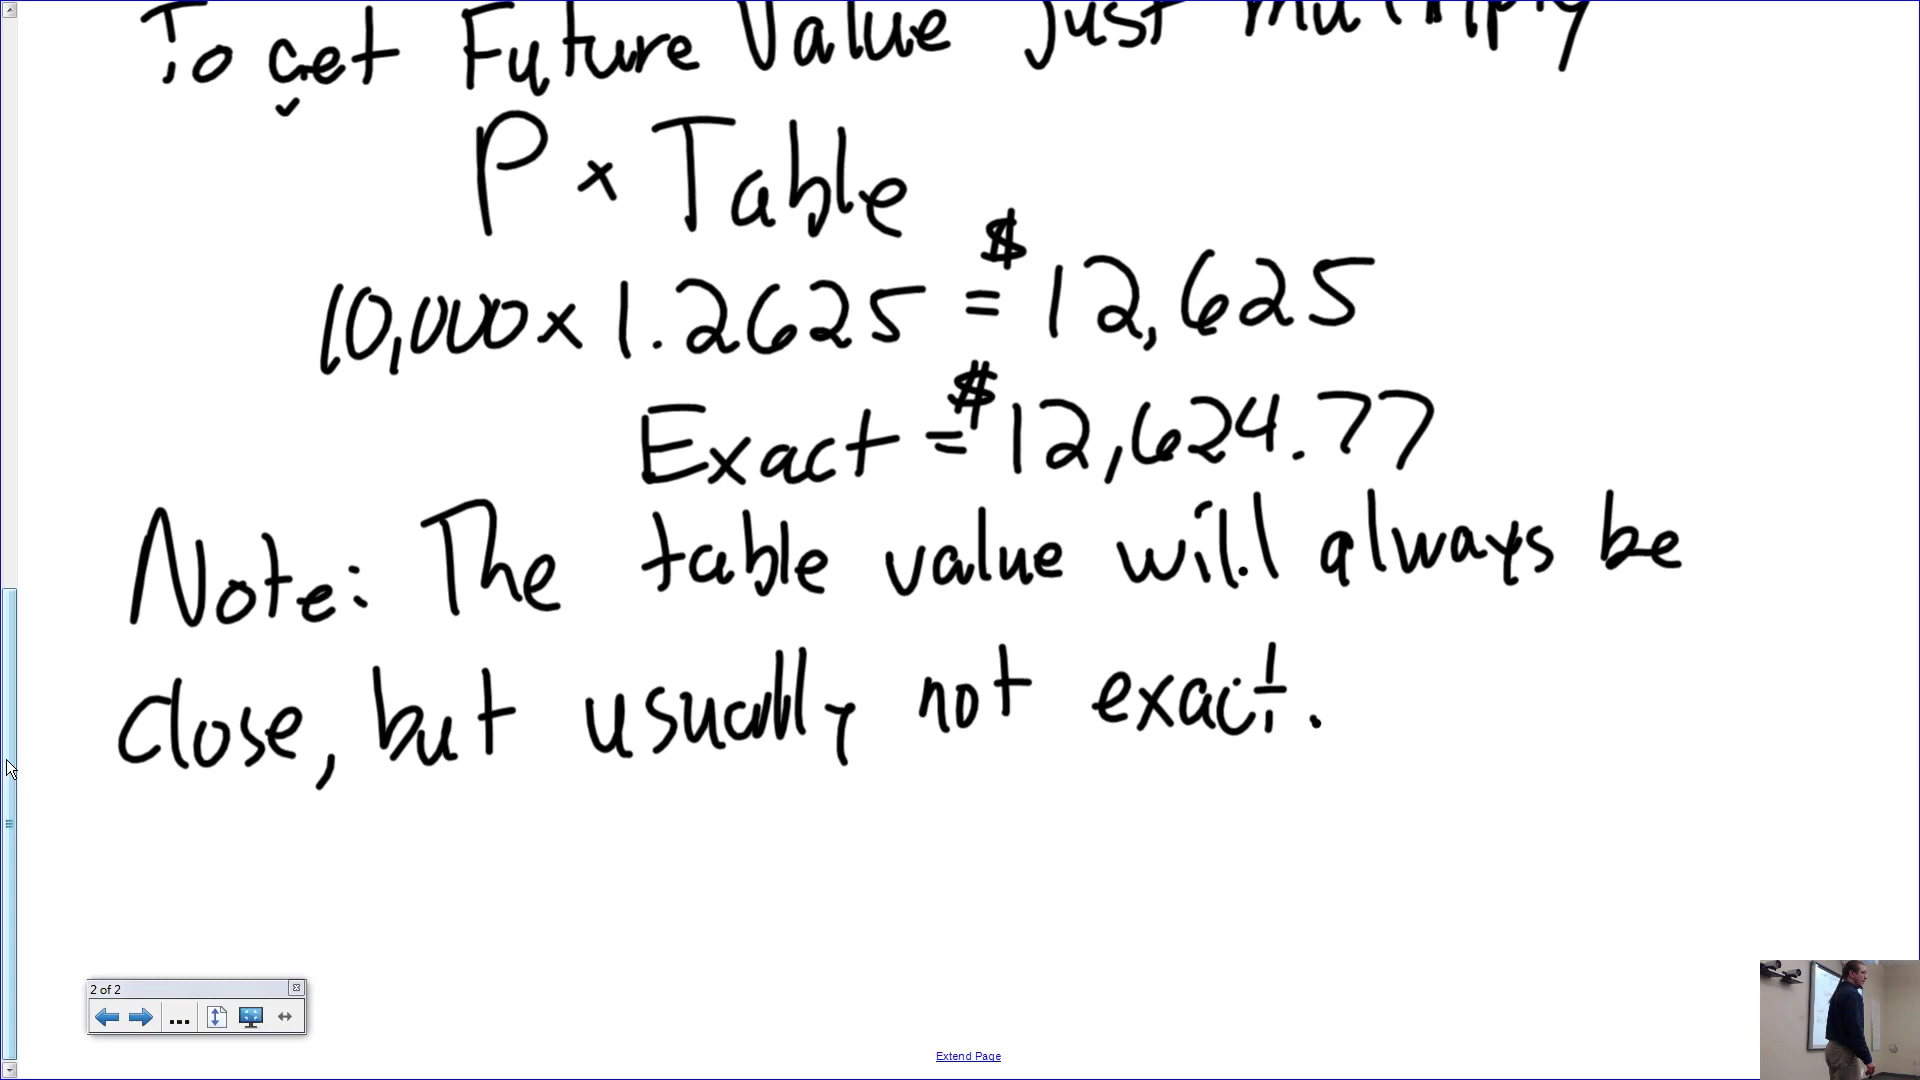 To get Future Value Just Multiply
P × Table
10,000 × 1.2625 = $12,625
Exact = $12,624.77
Note: The table value will always be
close, but usually not exact.
2 of 2
...
Extend Page